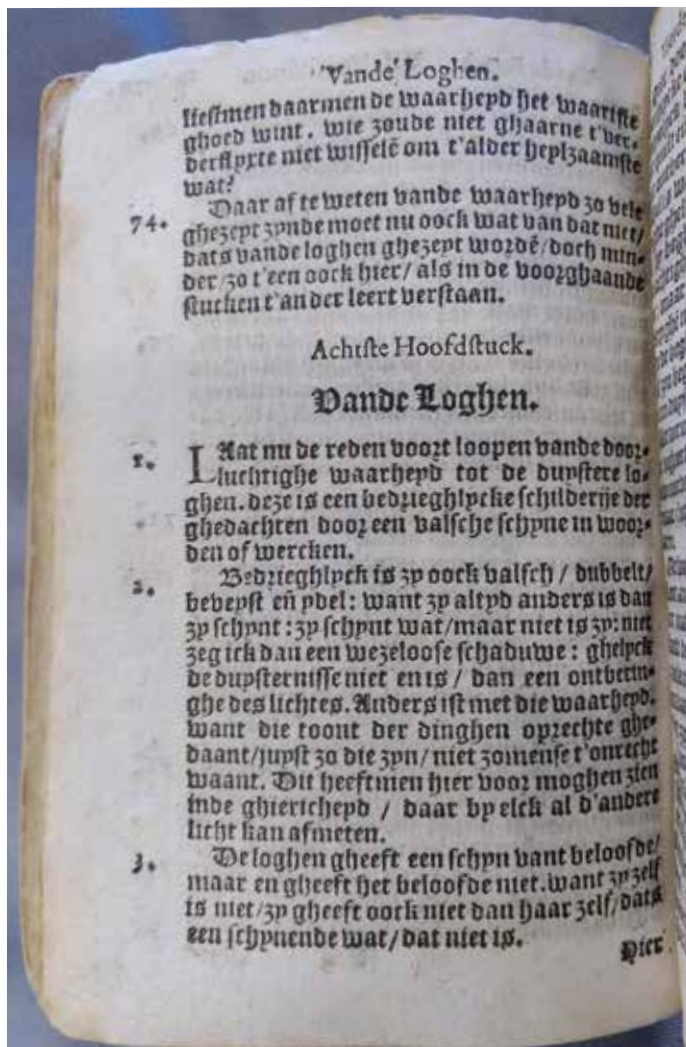 Vande Loghen.
liestmen daarmen de waarheyd het waartste
ghoed wint. wie zoude niet ghaarne t'ver-
derflyxte niet wisselē om t'alder heylzaamste
wat?
74. Daar af te weten vande waarheyd zo vele
ghezeyt zynde moet nu oock wat van dat niet/
dats vande loghen ghezeyt wordē/doch min-
der/zo t'een oock hier/ als in de voorghaande
stucken t'ander leert verstaan.
Achtste Hoofdstuck.
Vande Loghen.
1. LAat nu de reden voort loopen vande door-
luchtighe waarheyd tot de duystere lo-
ghen. deze is een bedrieghlycke schilderije der
ghedachten door een valsche schyne in woor-
den of wercken.
2. Bedrieghlyck is zy oock valsch / dubbelt/
beveyst eñ ydel: want zy altyd anders is dan
zy schynt: zy schynt wat/maar niet is zy: niet
zeg ick dan een wezeloose schaduwe: ghelyck
de duysternisse niet en is / dan een ontberin-
ghe des lichtes. Anders ist met die waarheyd.
want die toont der dinghen oprechte ghe-
daant/juyst zo die zyn/ niet zomense t'onrecht
waant. Dit heeftmen hier voor moghen zien
inde ghiericheyd / daar by elck al d'andere
licht kan afmeten.
3. De loghen gheeft een schyn vant beloofde/
maar en gheeft het beloofde niet. want zy zelf
is niet/zy gheeft oock niet dan haar zelf/dats
een schynende wat/dat niet is.
Hier